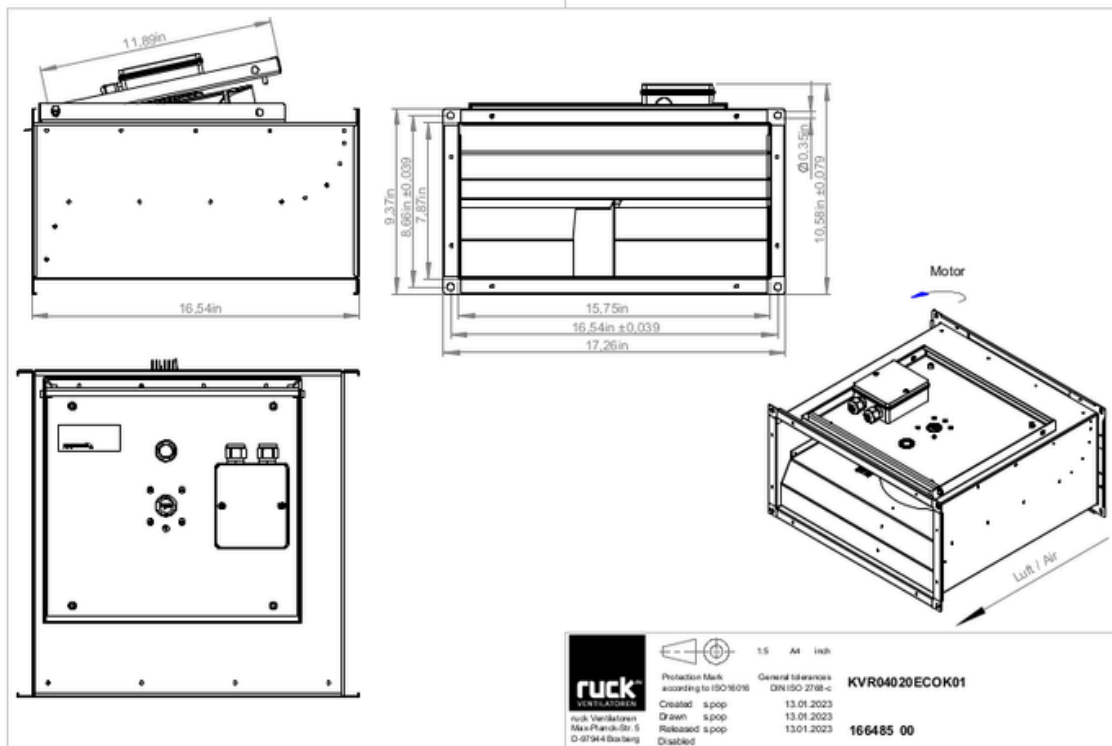 11,89in
16,54in
9,37in
8,66in ±0,039
7,87in
Ø 0,35in
10,58in ±0,079
15,75in
16,54in ±0,039
17,26in
Motor
Luft / Air
ruck
VENTILATOREN
ruck Ventilatoren
Max-Planck-Str. 5
D-97944 Boxberg
1:5 A4 inch
Protection Mark
according to ISO16016
General tolerances
DIN ISO 2768-c
Created s.pop 13.01.2023
Drawn s.pop 13.01.2023
Released s.pop 13.01.2023
Disabled
KVR04020ECOK01
166485 00